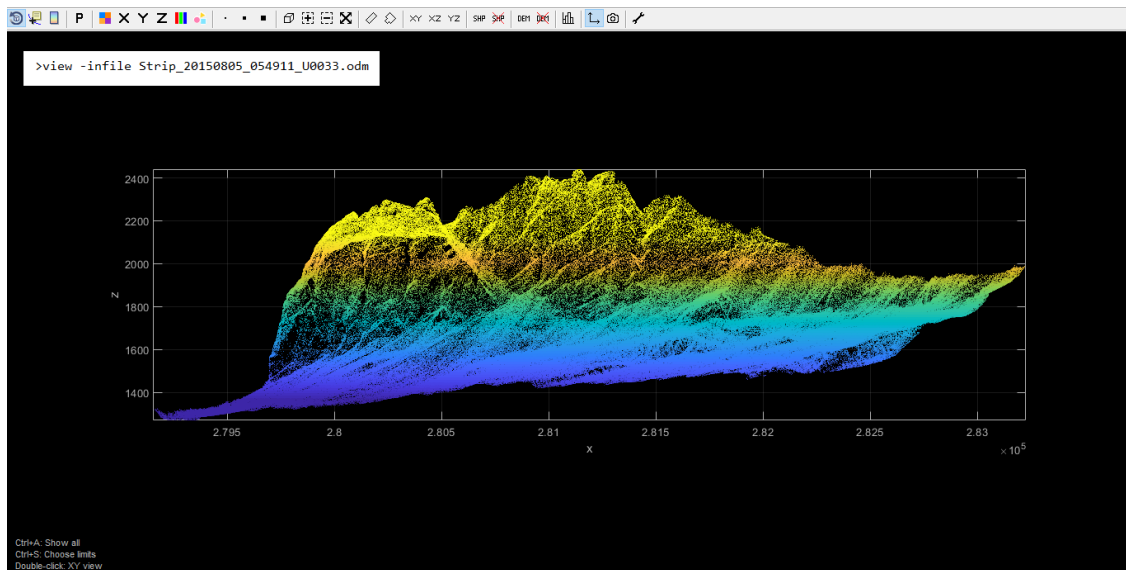 P X Y Z XY XZ YZ SHP SHP DEM DEM
>view -infile Strip_20150805_054911_U0033.odm
2400
2200
2000
1800
1600
1400
z
2.795 2.8 2.805 2.81 2.815 2.82 2.825 2.83
x
×10⁵
Ctrl+A: Show all
Ctrl+S: Choose limits
Double-click: XY view